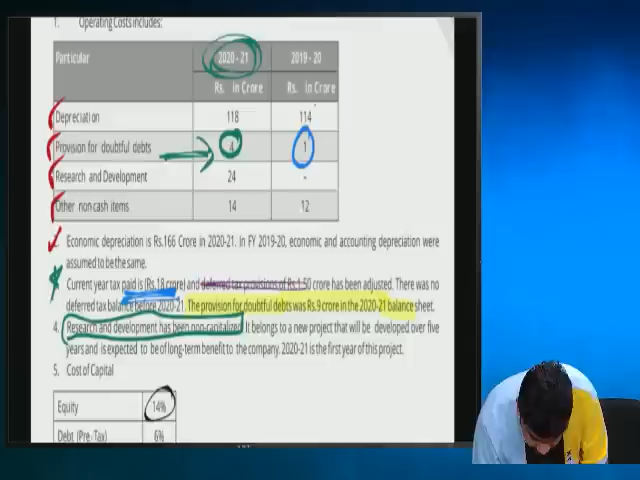 1. Operating Costs includes:
Particular 2020 - 21 2019 - 20
Rs. in Crore Rs. in Crore
Depreciation 118 114
Provision for doubtful debts 4 1
Research and Development 24 -
Other non-cash items 14 12
Economic depreciation is Rs.166 Crore in 2020-21. In FY 2019-20, economic and accounting depreciation were
assumed to be the same.
Current year tax paid is (Rs.18 crore) and deferred tax provisions of Rs.1.50 crore has been adjusted. There was no
deferred tax balance before 2020-21. The provision for doubtful debts was Rs.9 crore in the 2020-21 balance sheet.
4. Research and development has been non-capitalized. It belongs to a new project that will be developed over five
years and is expected to be of long-term benefit to the company. 2020-21 is the first year of this project.
5. Cost of Capital
Equity 14%
Debt (Pre-Tax) 6%